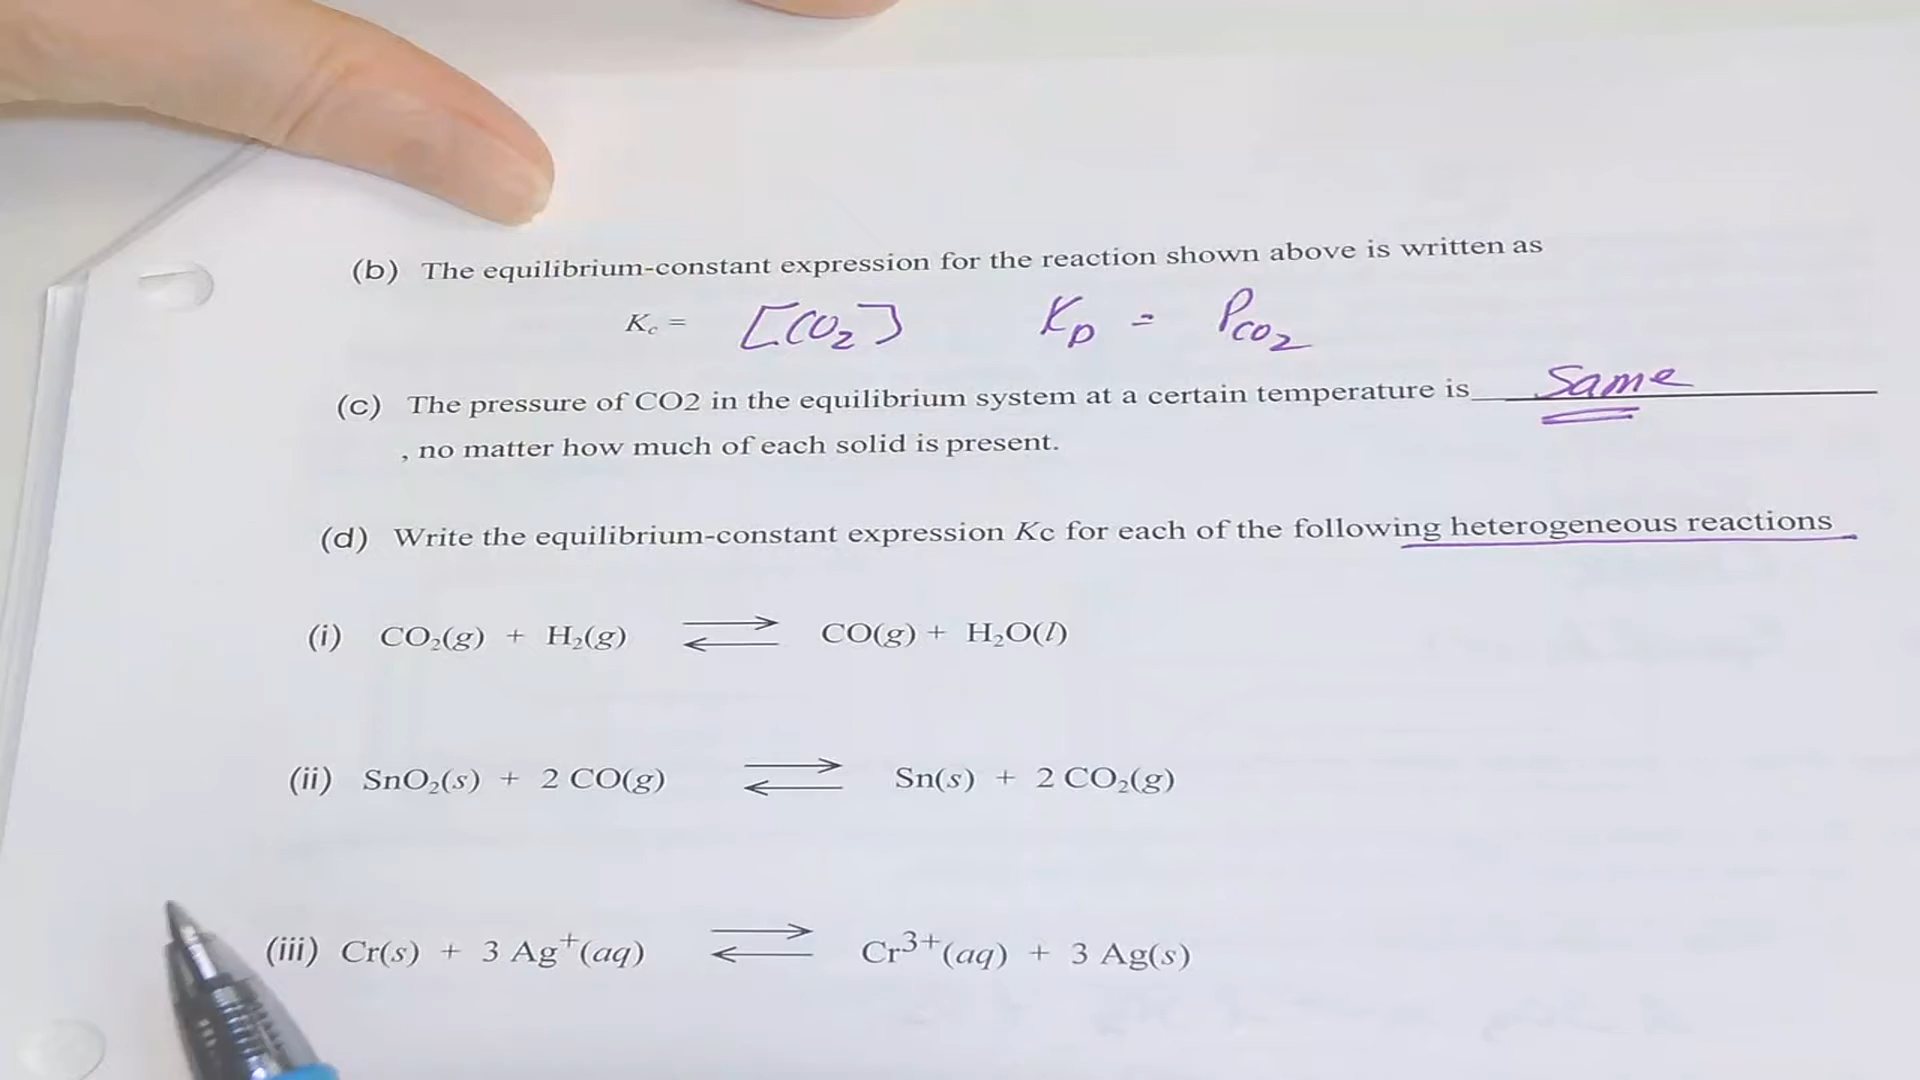 (b) The equilibrium-constant expression for the reaction shown above is written as
Kc = [CO2] Kp = PCO2
(c) The pressure of CO2 in the equilibrium system at a certain temperature is Same
, no matter how much of each solid is present.
(d) Write the equilibrium-constant expression Kc for each of the following heterogeneous reactions
(i) CO₂(g) + H₂(g) ⇌ CO(g) + H₂O(l)
(ii) SnO₂(s) + 2 CO(g) ⇌ Sn(s) + 2 CO₂(g)
(iii) Cr(s) + 3 Ag⁺(aq) ⇌ Cr³⁺(aq) + 3 Ag(s)